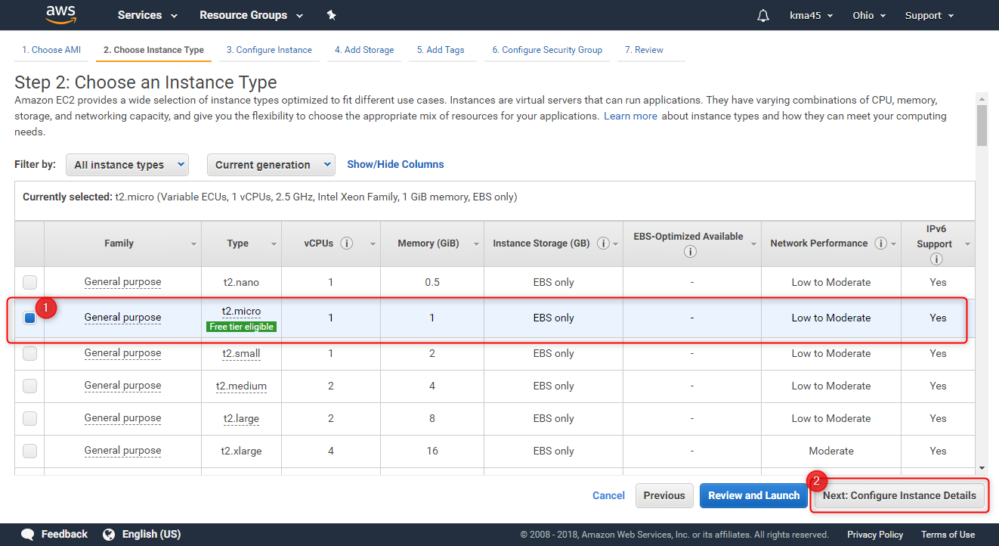 aws Services Resource Groups kma45 Ohio Support
1. Choose AMI 2. Choose Instance Type 3. Configure Instance 4. Add Storage 5. Add Tags 6. Configure Security Group 7. Review
Step 2: Choose an Instance Type
Amazon EC2 provides a wide selection of instance types optimized to fit different use cases. Instances are virtual servers that can run applications. They have varying combinations of CPU, memory,
storage, and networking capacity, and give you the flexibility to choose the appropriate mix of resources for your applications. Learn more about instance types and how they can meet your computing
needs.
Filter by: All instance types Current generation Show/Hide Columns
Currently selected: t2.micro (Variable ECUs, 1 vCPUs, 2.5 GHz, Intel Xeon Family, 1 GiB memory, EBS only)
Family Type vCPUs i Memory (GiB) Instance Storage (GB) i EBS-Optimized Available i Network Performance i IPv6 Support i
General purpose t2.nano 1 0.5 EBS only - Low to Moderate Yes
1 General purpose t2.micro Free tier eligible 1 1 EBS only - Low to Moderate Yes
General purpose t2.small 1 2 EBS only - Low to Moderate Yes
General purpose t2.medium 2 4 EBS only - Low to Moderate Yes
General purpose t2.large 2 8 EBS only - Low to Moderate Yes
General purpose t2.xlarge 4 16 EBS only - Moderate Yes
2
Cancel Previous Review and Launch Next: Configure Instance Details
Feedback English (US) © 2008 - 2018, Amazon Web Services, Inc. or its affiliates. All rights reserved. Privacy Policy Terms of Use